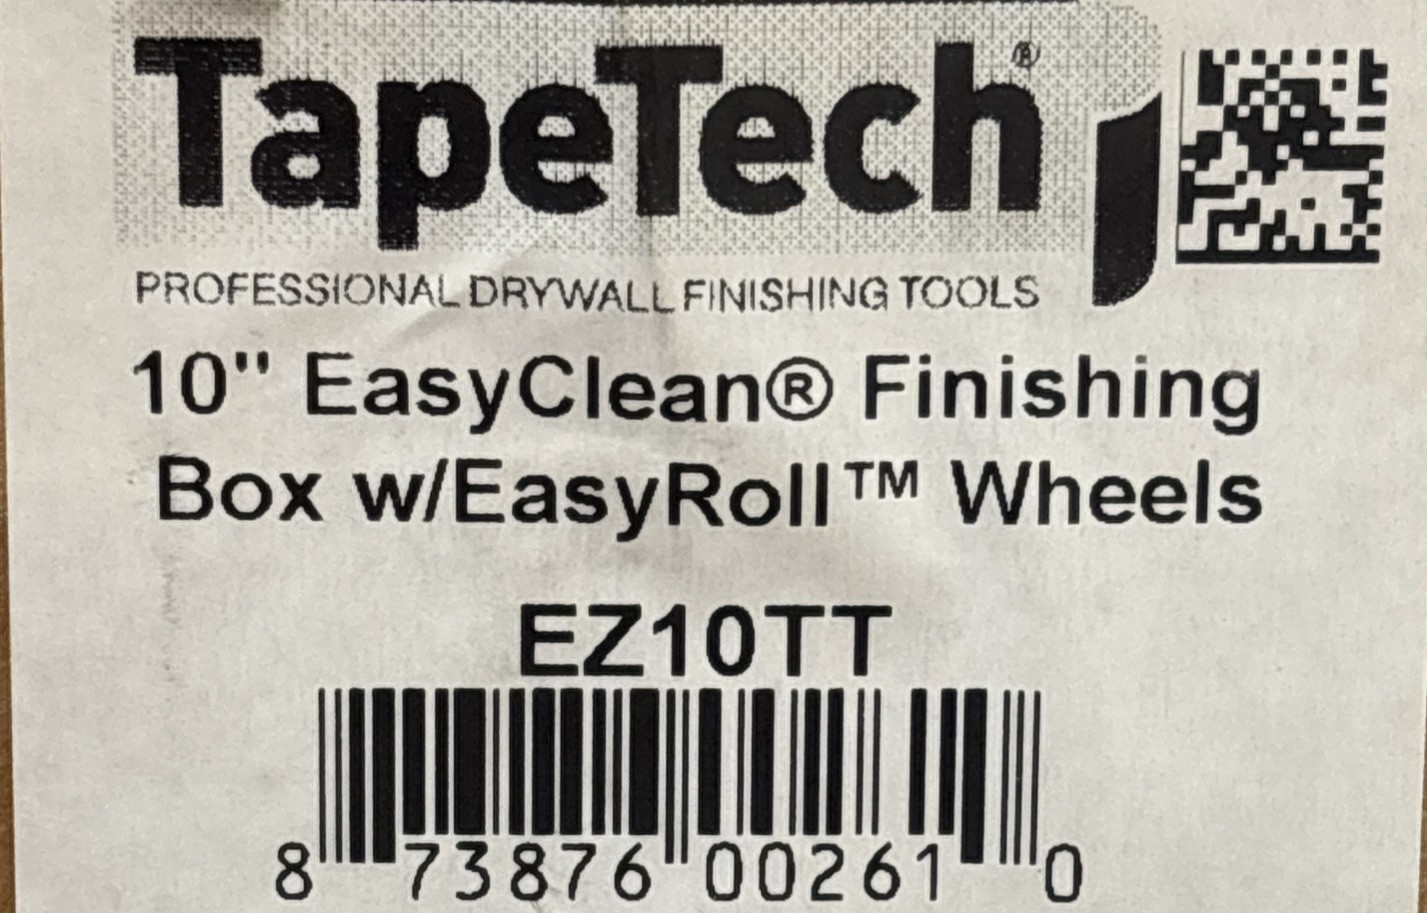 TapeTech®
PROFESSIONAL DRYWALL FINISHING TOOLS
10" EasyClean® Finishing
Box w/EasyRoll™ Wheels
EZ10TT
8 73876 00261 0